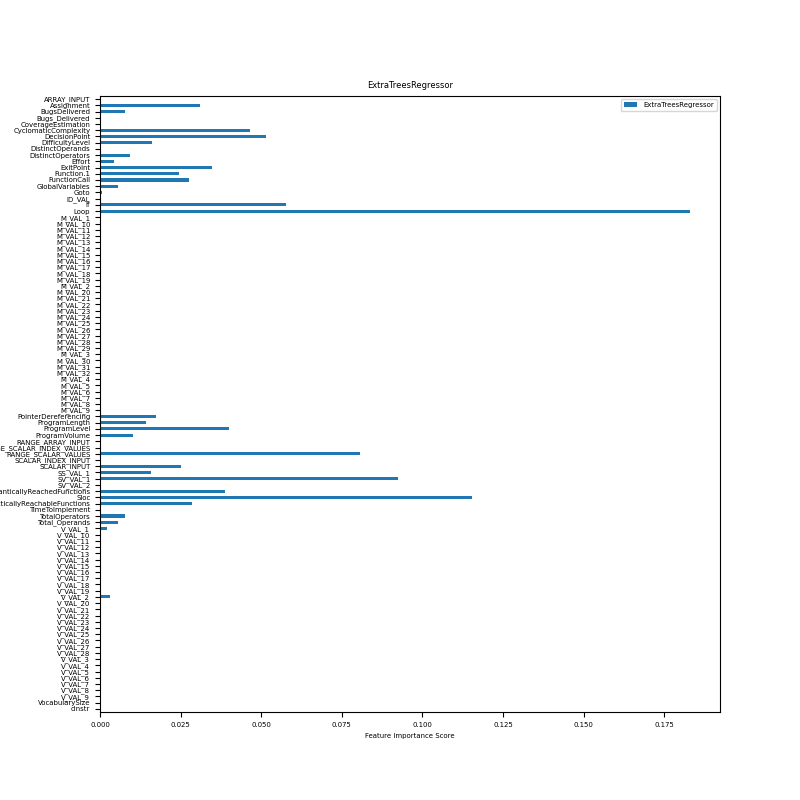 ExtraTreesRegressor
ExtraTreesRegressor
ARRAY_INPUT
Assignment
BugsDelivered
Bugs_Delivered
CoverageEstimation
CyclomaticComplexity
DecisionPoint
DifficultyLevel
DistinctOperands
DistinctOperators
Effort
ExitPoint
Function.1
FunctionCall
GlobalVariables
Goto
ID_VAL
If
Loop
M_VAL_1
M_VAL_10
M_VAL_11
M_VAL_12
M_VAL_13
M_VAL_14
M_VAL_15
M_VAL_16
M_VAL_17
M_VAL_18
M_VAL_19
M_VAL_2
M_VAL_20
M_VAL_21
M_VAL_22
M_VAL_23
M_VAL_24
M_VAL_25
M_VAL_26
M_VAL_27
M_VAL_28
M_VAL_29
M_VAL_3
M_VAL_30
M_VAL_31
M_VAL_32
M_VAL_4
M_VAL_5
M_VAL_6
M_VAL_7
M_VAL_8
M_VAL_9
PointerDereferencing
ProgramLength
ProgramLevel
ProgramVolume
RANGE_ARRAY_INPUT
E_SCALAR_INDEX_VALUES
RANGE_SCALAR_VALUES
SCALAR_INDEX_INPUT
SCALAR_INPUT
SS_VAL_1
SV_VAL_1
SV_VAL_2
anticallyReachedFunctions
Sloc
ticallyReachableFunctions
TimeToImplement
TotalOperators
Total_Operands
V_VAL_1
V_VAL_10
V_VAL_11
V_VAL_12
V_VAL_13
V_VAL_14
V_VAL_15
V_VAL_16
V_VAL_17
V_VAL_18
V_VAL_19
V_VAL_2
V_VAL_20
V_VAL_21
V_VAL_22
V_VAL_23
V_VAL_24
V_VAL_25
V_VAL_26
V_VAL_27
V_VAL_28
V_VAL_3
V_VAL_4
V_VAL_5
V_VAL_6
V_VAL_7
V_VAL_8
V_VAL_9
VocabularySize
cinstr
0.000 0.025 0.050 0.075 0.100 0.125 0.150 0.175
Feature Importance Score